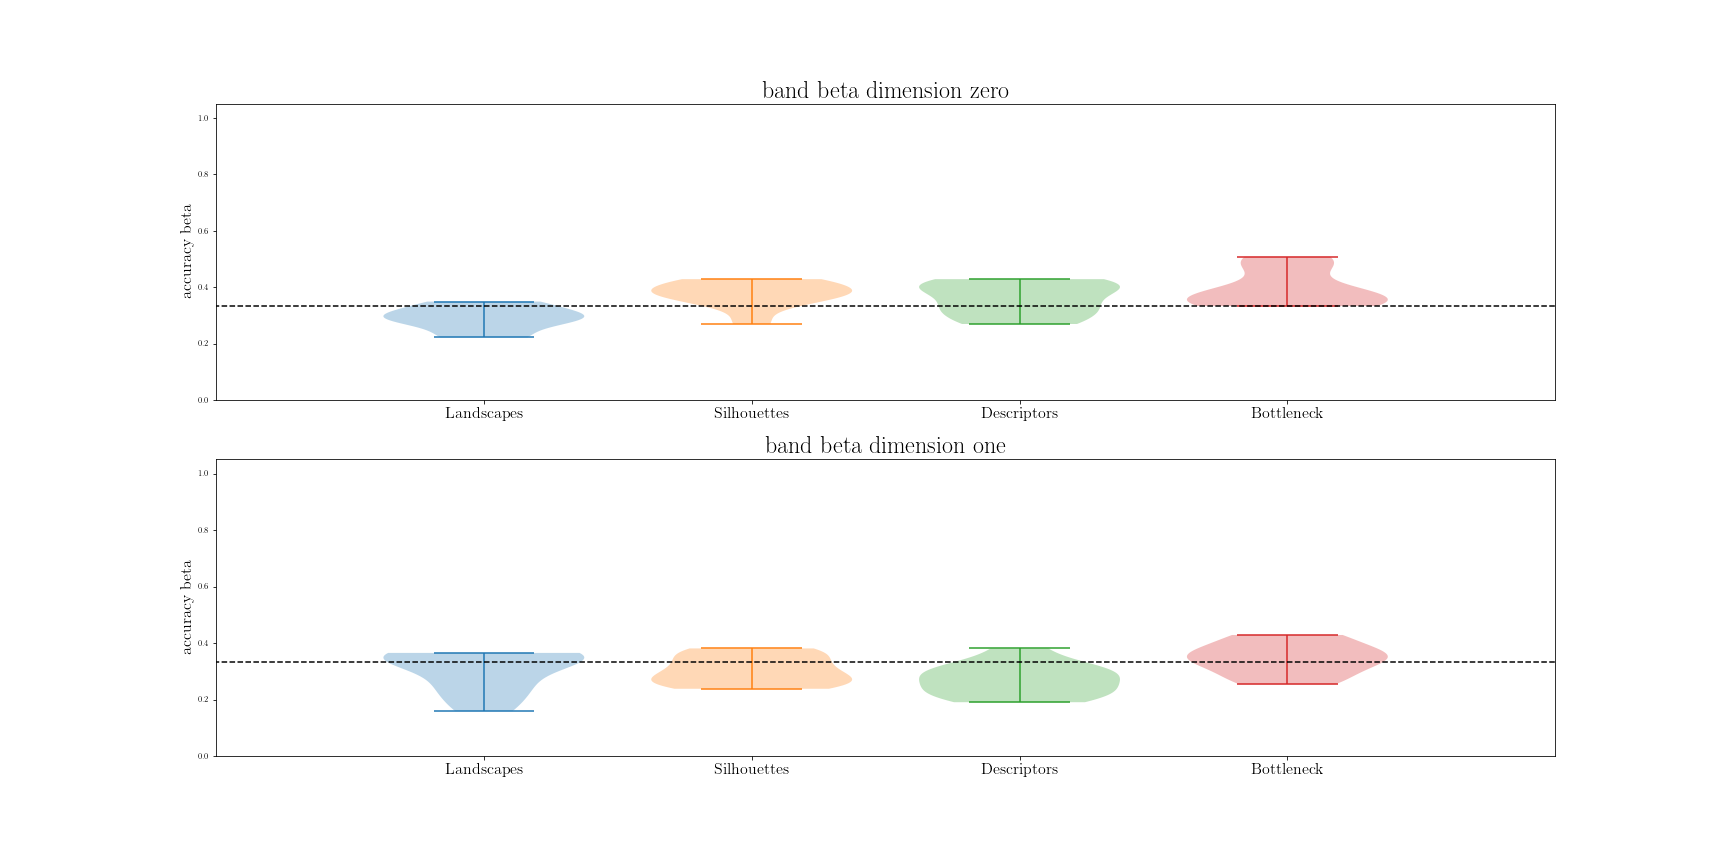 band beta dimension zero
1.0
0.8
0.6
0.4
0.2
0.0
accuracy beta
Landscapes Silhouettes Descriptors Bottleneck
band beta dimension one
1.0
0.8
0.6
0.4
0.2
0.0
accuracy beta
Landscapes Silhouettes Descriptors Bottleneck